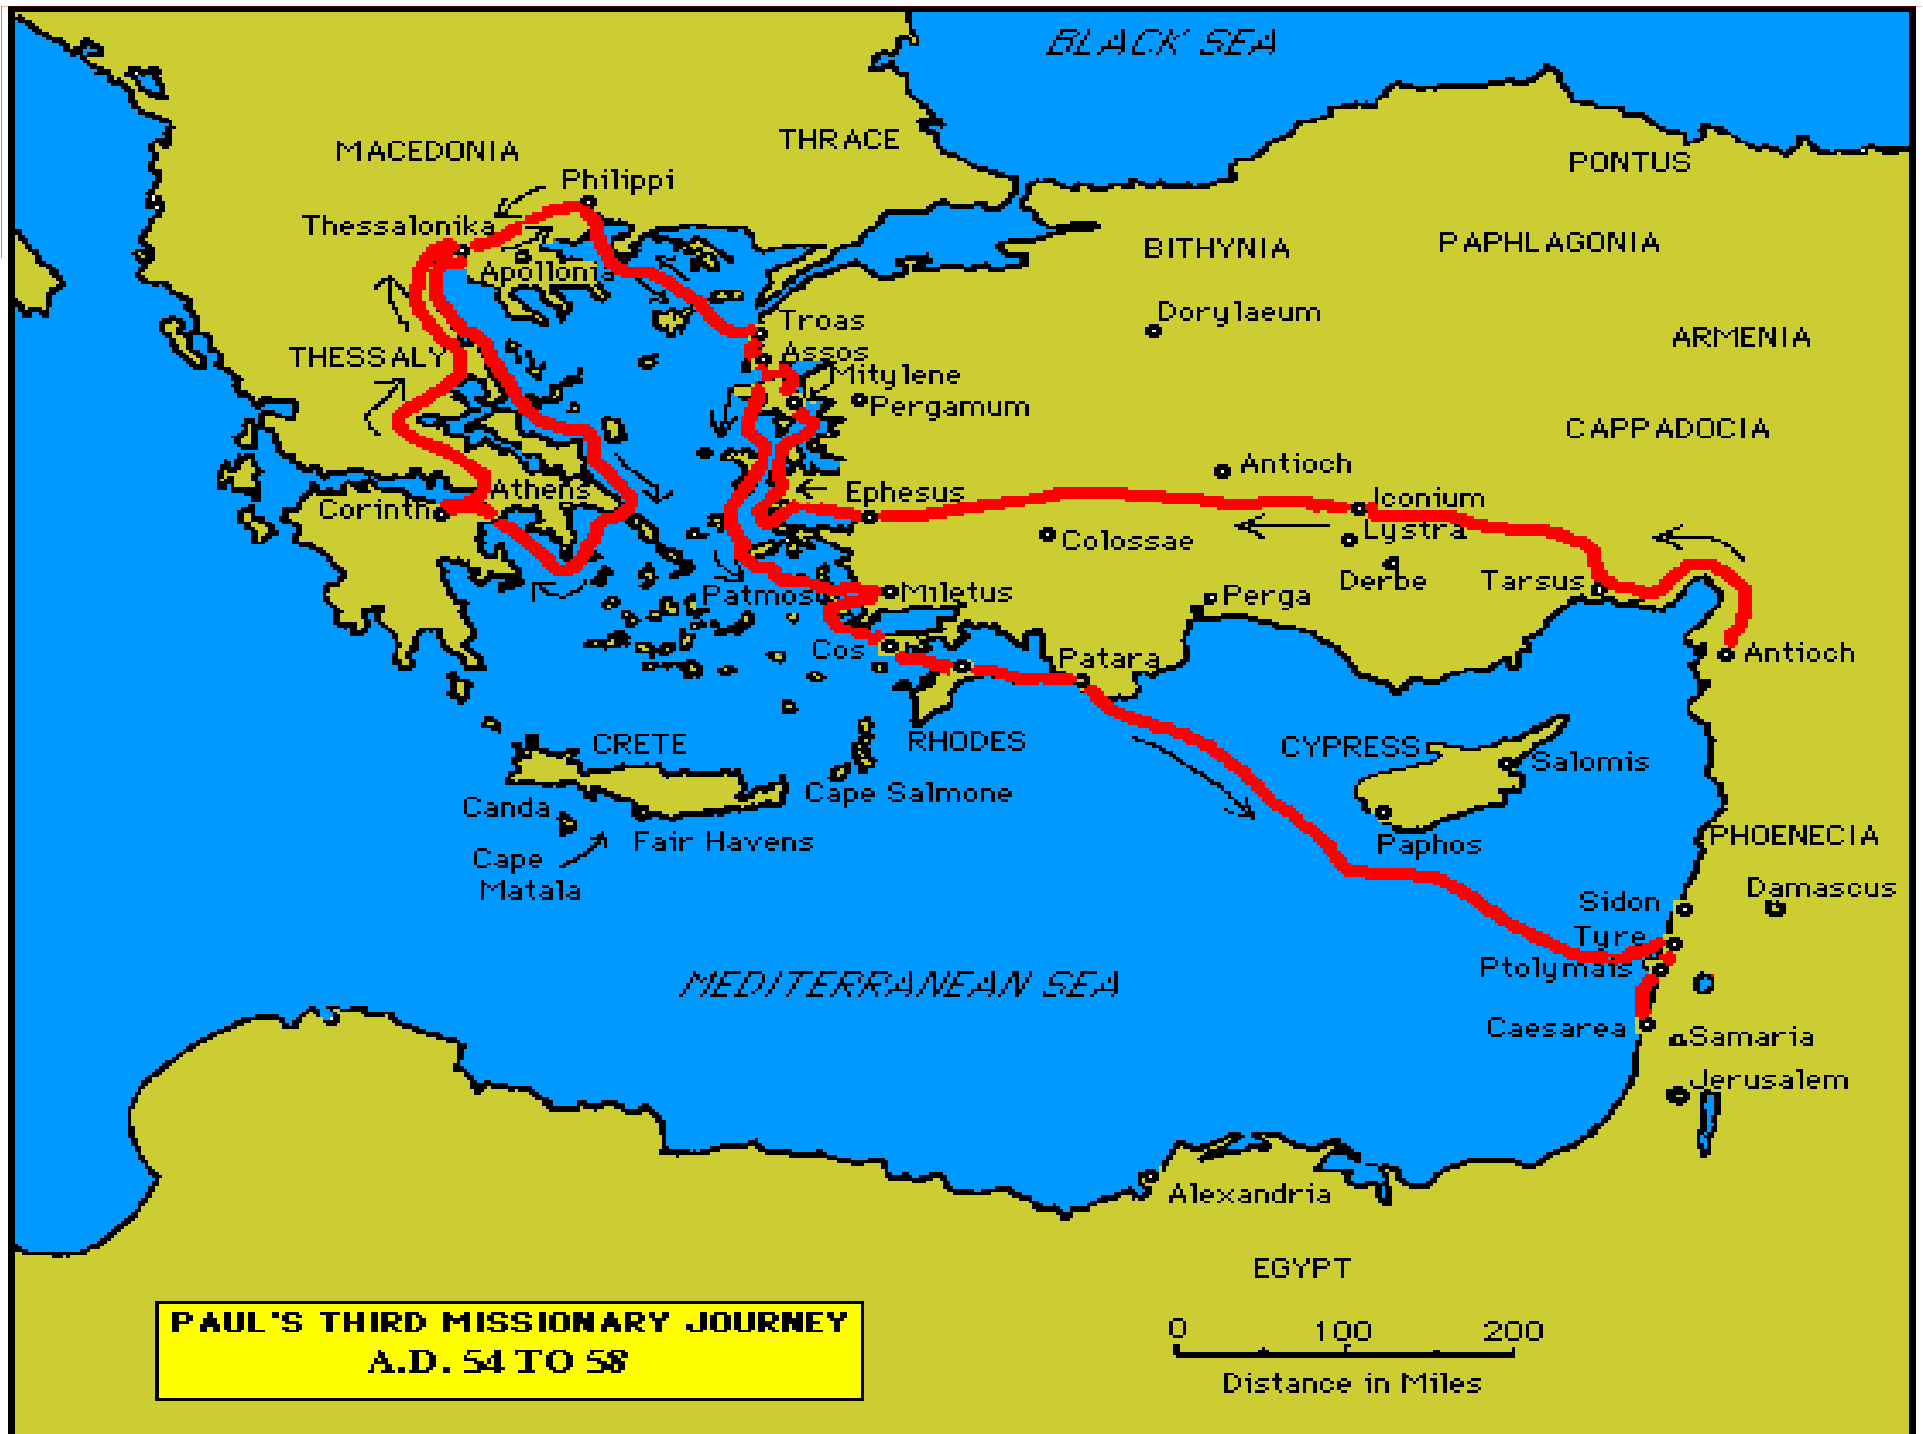 BLACK SEA
THRACE
MACEDONIA
PONTUS
Philippi
Thessalonika
BITHYNIA
PAPHLAGONIA
Apollonia
Dorylaeum
Troas
ARMENIA
Assos
THESSALY
Mitylene
Pergamum
CAPPADOCIA
Antioch
Athens
Ephesus
Iconium
Corinth
Lystra
Colossae
Derbe
Tarsus
Patmos
Miletus
Perga
Cos
Patara
Antioch
CRETE
RHODES
CYPRESS
Salomis
Cape Salmone
Canda
Fair Havens
PHOENECIA
Paphos
Cape
Matala
Damascus
Sidon
Tyre
Ptolymais
MEDITERRANEAN SEA
Caesarea
Samaria
Jerusalem
Alexandria
EGYPT
PAUL'S THIRD MISSIONARY JOURNEY
A.D. 54 TO 58
0 100 200
Distance in Miles